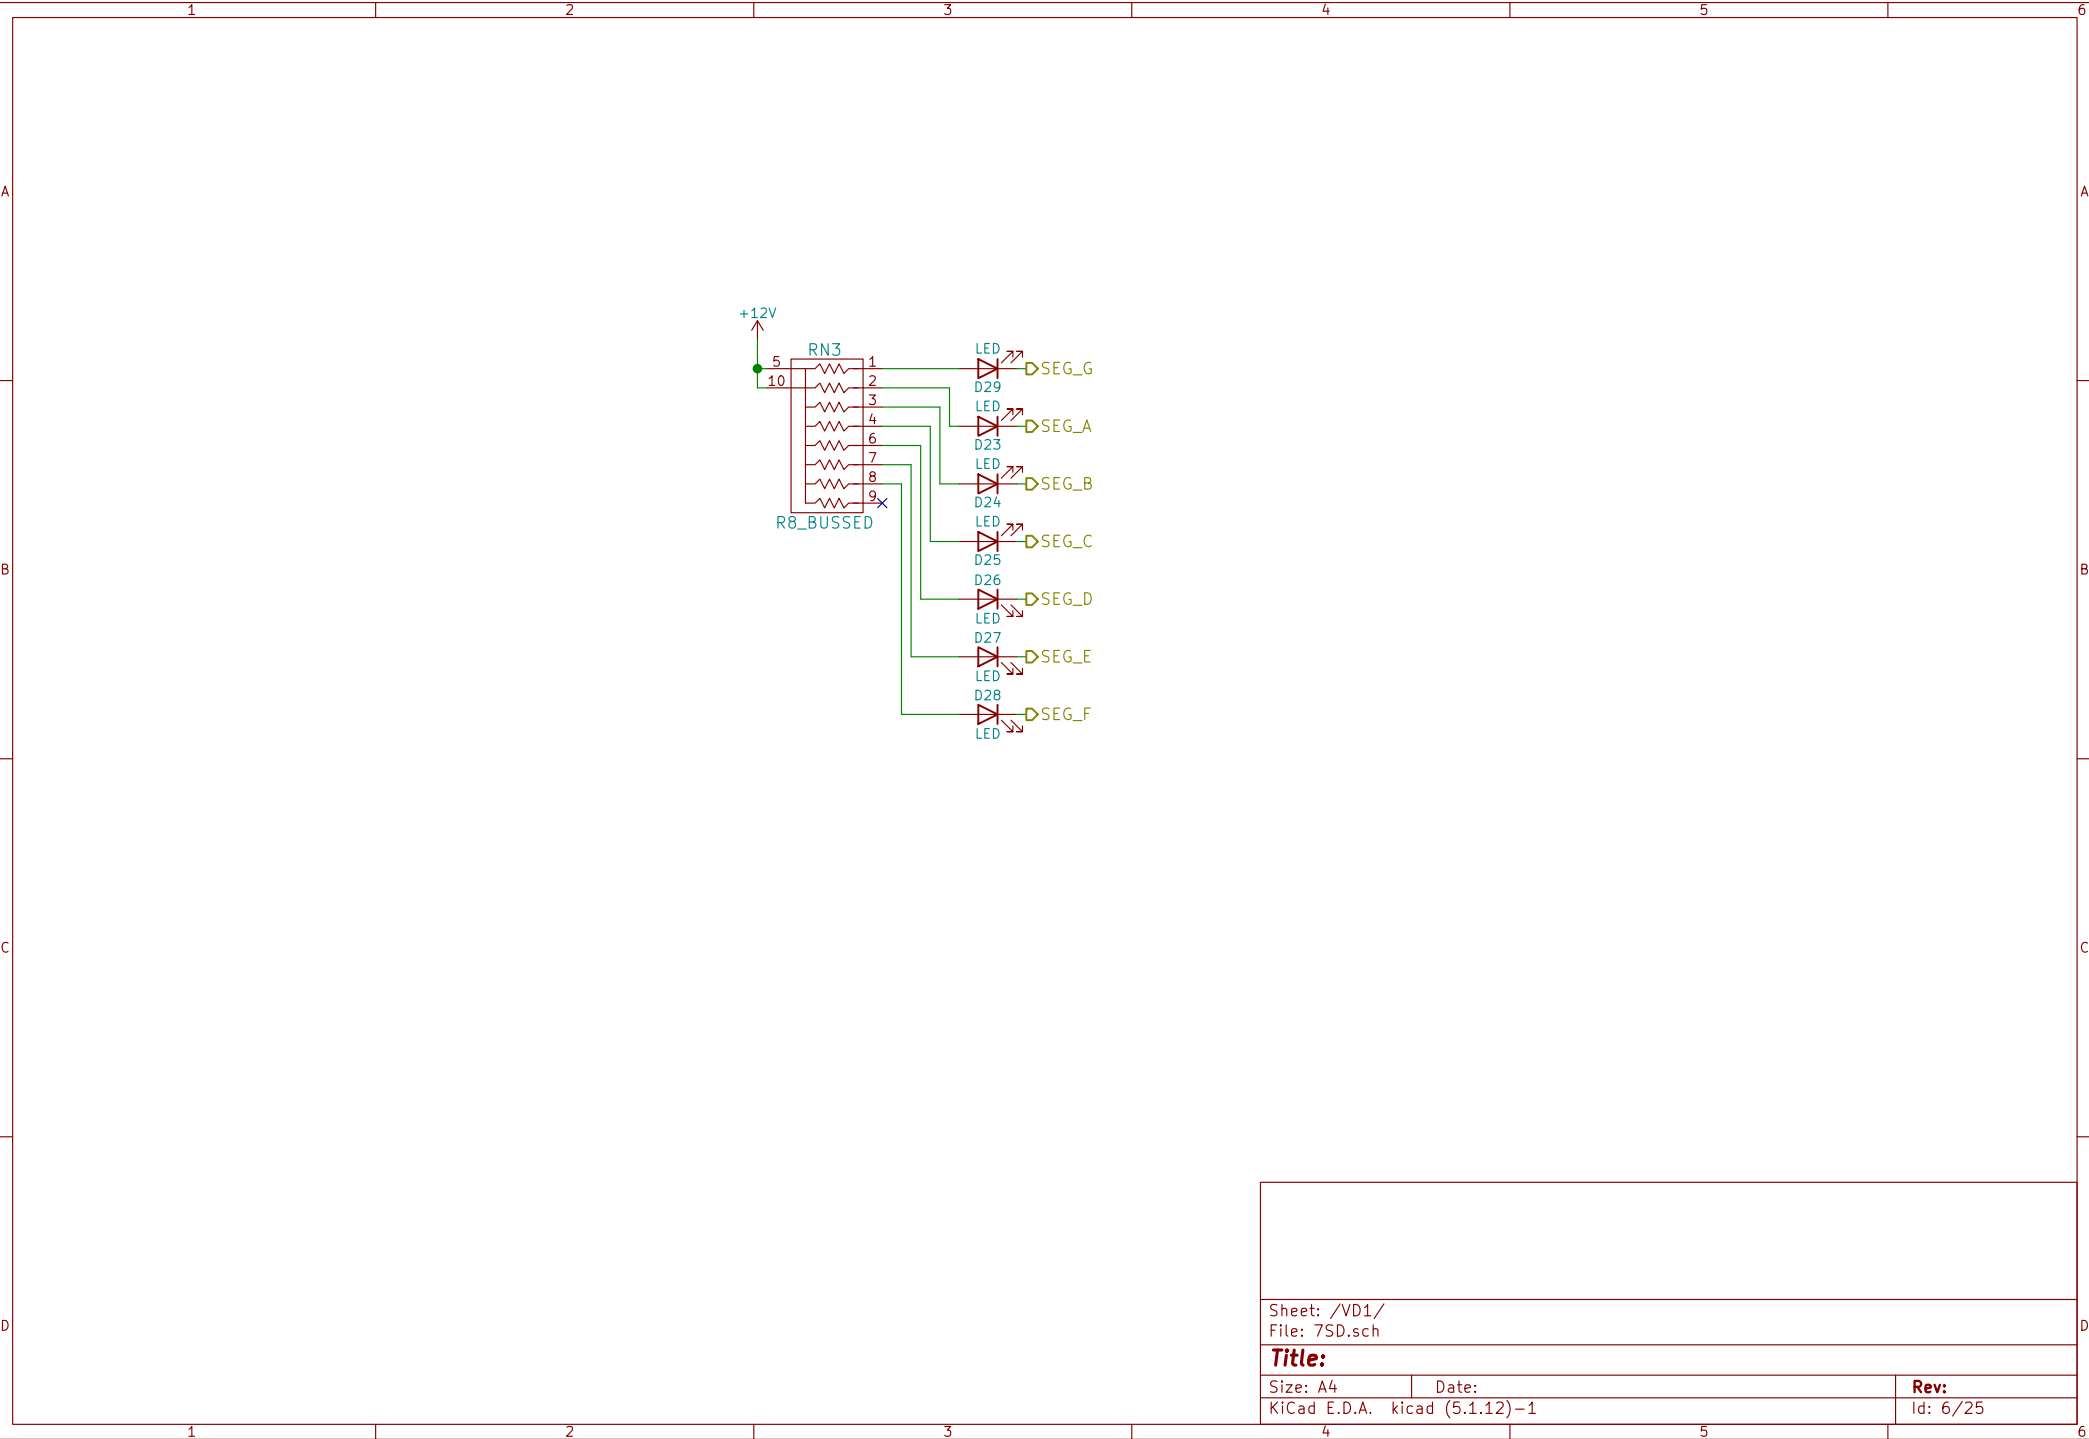 1 2 3 4 5 6
A A
B B
C C
D D
+12V
RN3
5 1
10 2
3
4
6
7
8
9
R8_BUSSED
LED
SEG_G
D29
LED
SEG_A
D23
LED
SEG_B
D24
LED
SEG_C
D25
D26
SEG_D
LED
D27
SEG_E
LED
D28
SEG_F
LED
Sheet: /VD1/
File: 7SD.sch
Title:
Size: A4 Date: Rev:
KiCad E.D.A. kicad (5.1.12)-1 Id: 6/25
1 2 3 4 5 6